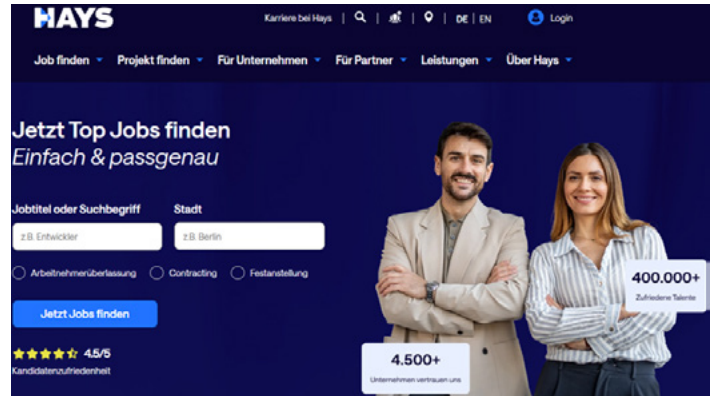 HAYS
Karriere bei Hays | | | | DE | EN Login
Job finden Projekt finden Für Unternehmen Für Partner Leistungen Über Hays
Jetzt Top Jobs finden
Einfach & passgenau
Jobtitel oder Suchbegriff Stadt
z.B. Entwickler z.B. Berlin
Arbeitnehmerüberlassung Contracting Festanstellung
Jetzt Jobs finden
4.5/5
Kandidatenzufriedenheit
400.000+
Zufriedene Talente
4.500+
Unternehmen vertrauen uns